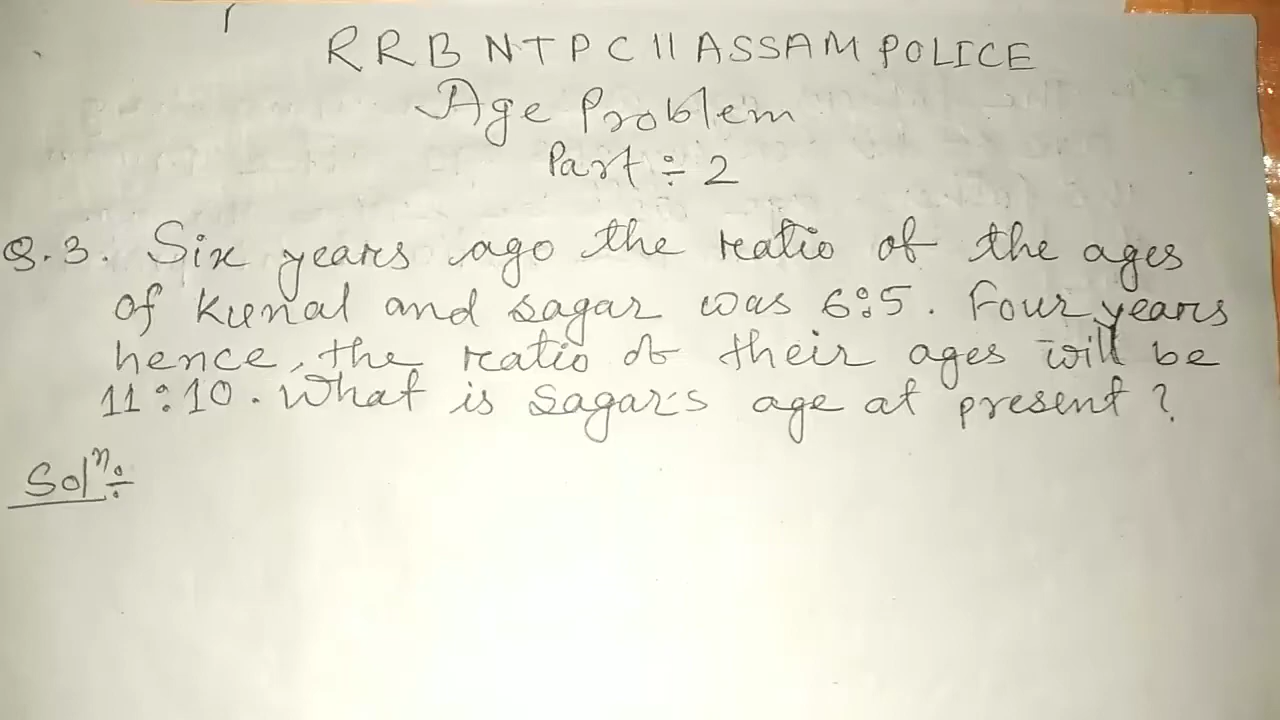 RRB NTPC || ASSAM POLICE
Age Problem
Part ÷ 2
Q.3. Six years ago the ratio of the ages
of Kunal and sagar was 6:5. Four years
hence, the ratio of their ages will be
11:10. What is Sagar's age at present?
Solⁿ ÷